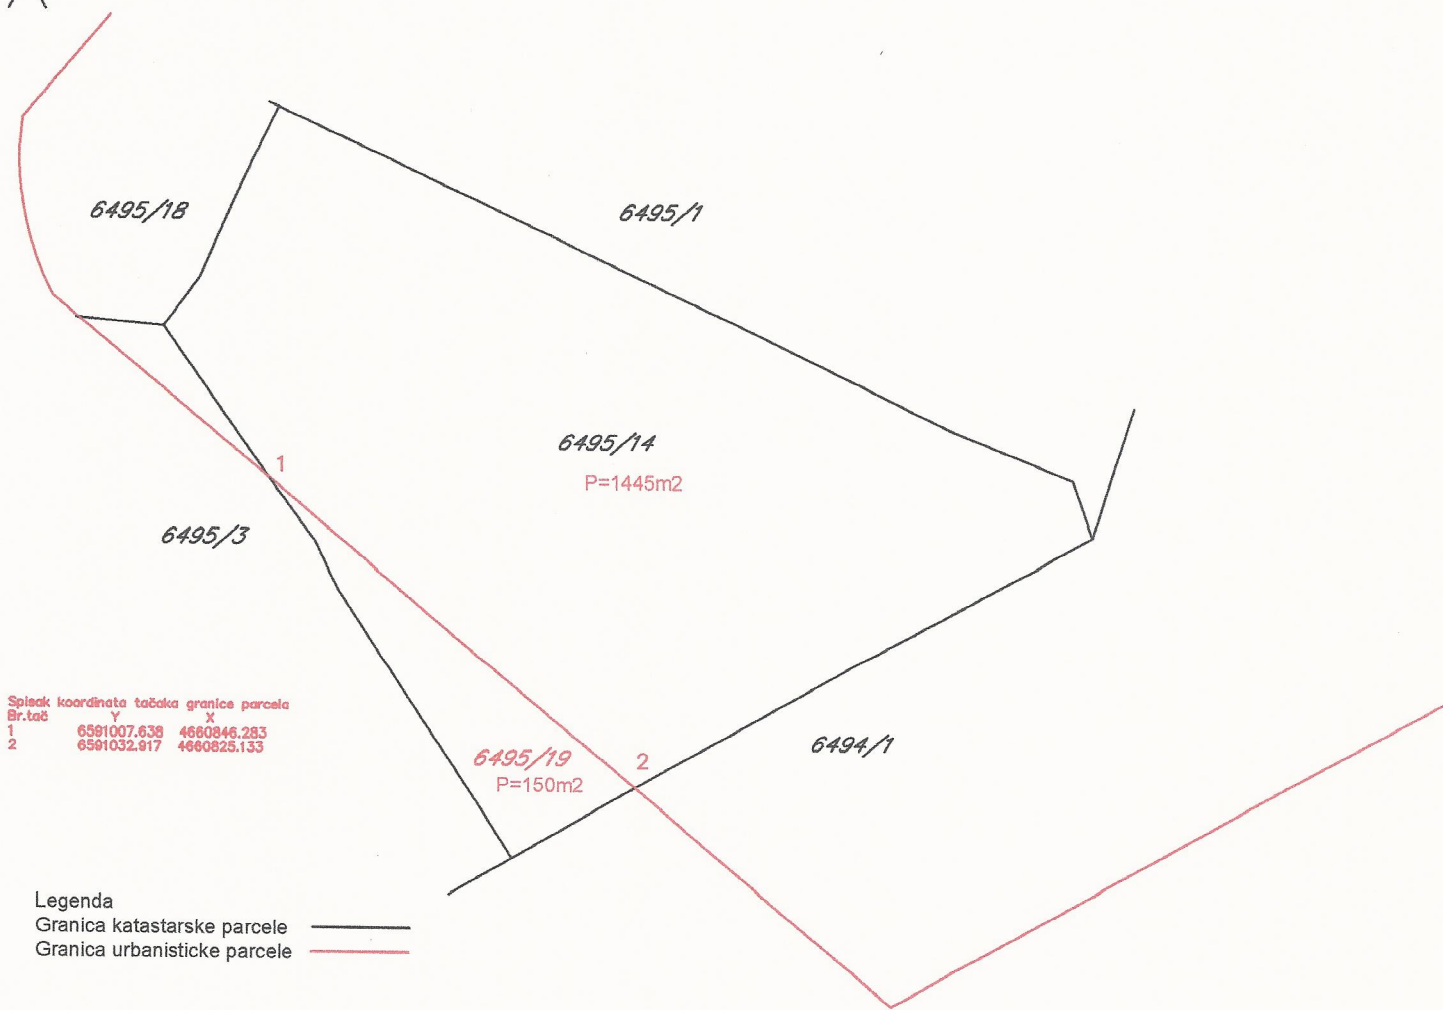 6495/18
6495/1
6495/14
P=1445m2
1
6495/3
Spisak koordinata tačaka granice parcela
Br.tač Y X
1 6591007.638 4660846.283
2 6591032.917 4660825.133
6495/19
P=150m2
2
6494/1
Legenda
Granica katastarske parcele
Granica urbanisticke parcele